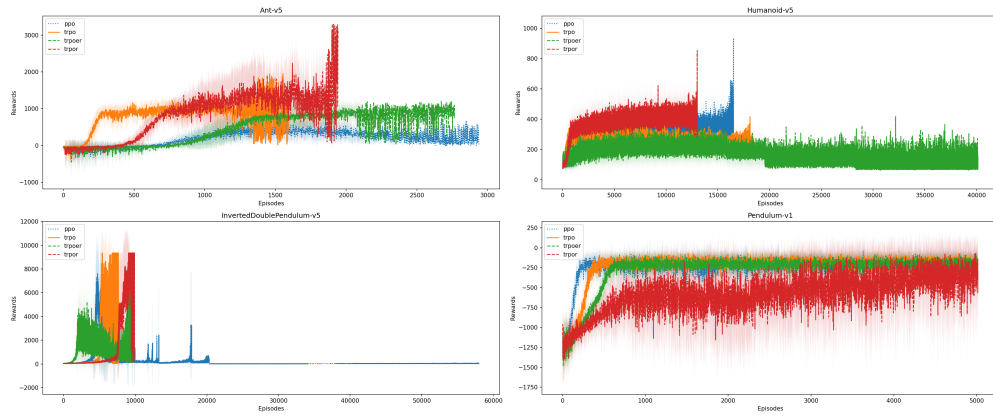 Ant-v5
ppo
trpo
trpoer
trpor
Rewards
3000
2000
1000
0
-1000
0
500
1000
1500
2000
2500
3000
Episodes
Humanoid-v5
ppo
trpo
trpoer
trpor
Rewards
1000
800
600
400
200
0
0
5000
10000
15000
20000
25000
30000
35000
40000
Episodes
InvertedDoublePendulum-v5
ppo
trpo
trpoer
trpor
Rewards
12000
10000
8000
6000
4000
2000
0
−2000
0
10000
20000
30000
40000
50000
60000
Episodes
Pendulum-v1
ppo
trpo
trpoer
trpor
Rewards
250
0
−250
−500
−750
−1000
−1250
−1500
−1750
0
1000
2000
3000
4000
5000
Episodes